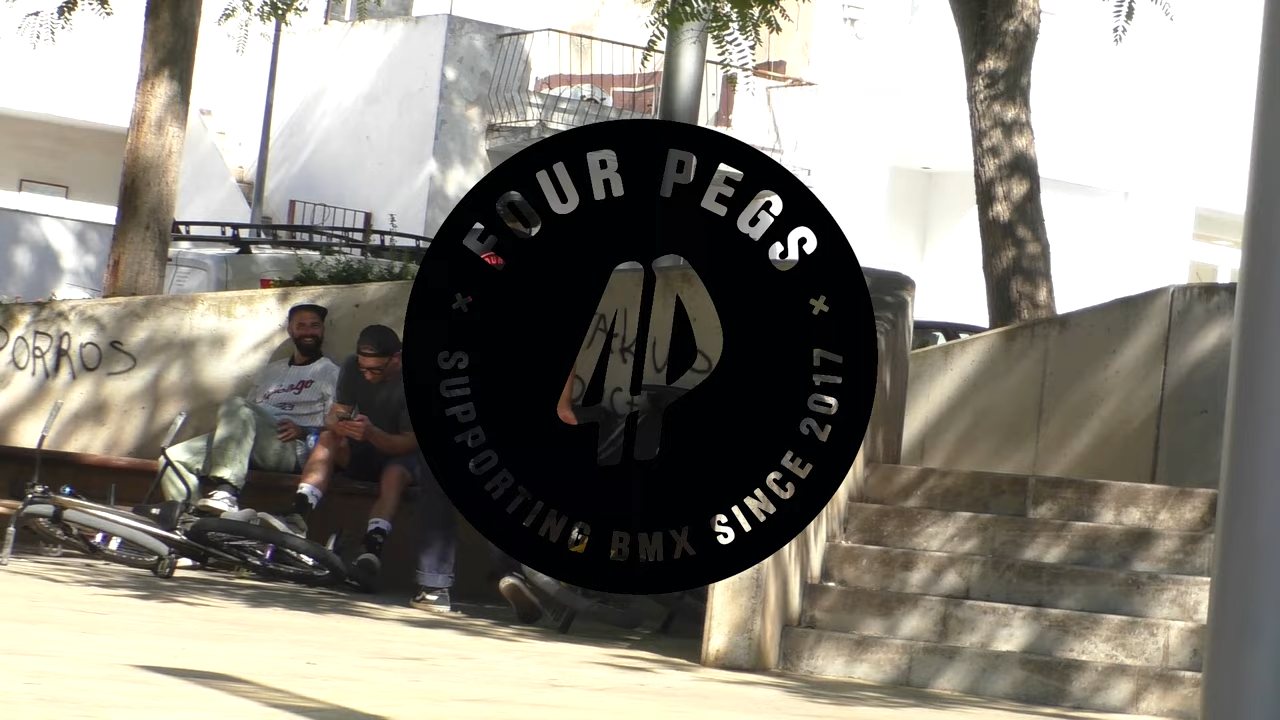 FOUR PEGS
4P
SUPPORTING BMX SINCE 2017
PORROS
Chicago